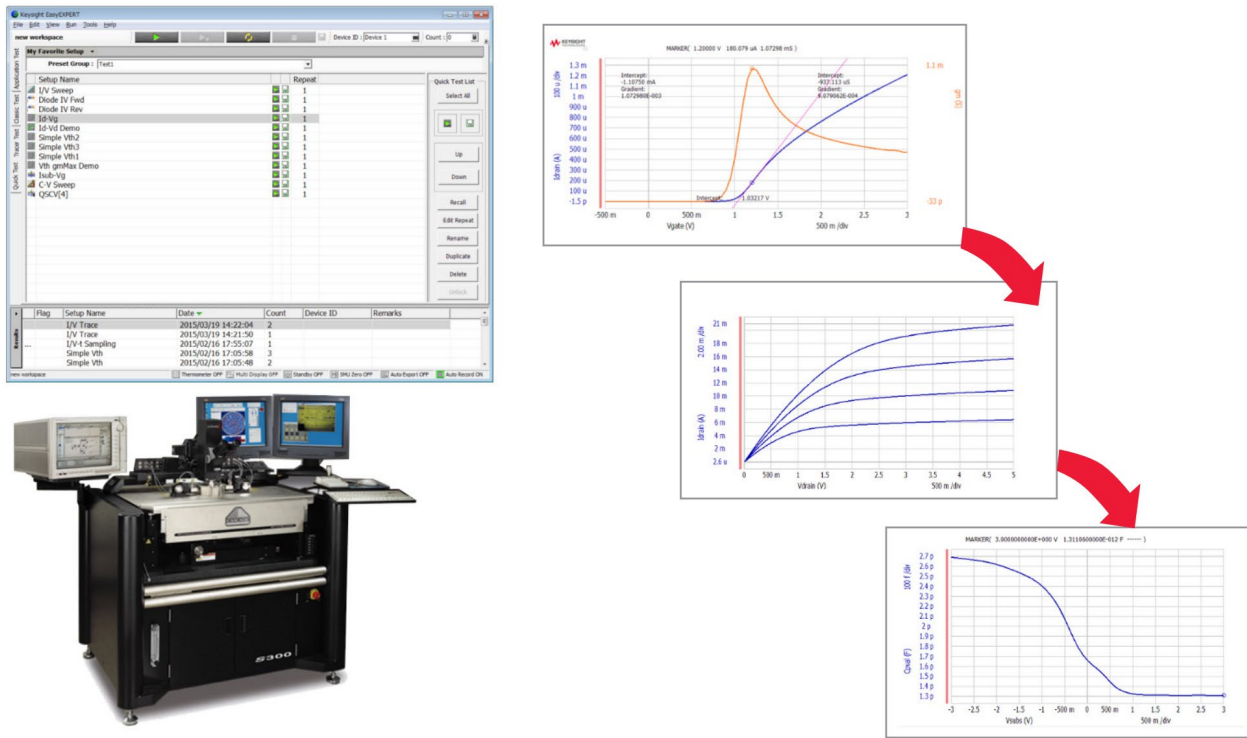 Keysight EasyEXPERT
File Edit View Run Tools Help
new workspace Device ID : Device 1 Count : 0
My Favorite Setup
Preset Group : Test1
Quick Test Tracer Test Classic Test Application Test
Setup Name Repeat
I/V Sweep 1
Diode IV Fwd 1
Diode IV Rev 1
Id-Vg 1
Id-Vd Demo 1
Simple Vth2 1
Simple Vth3 1
Simple Vth1 1
Vth gmMax Demo 1
Isub-Vg 1
C-V Sweep 1
QSCV[4] 1
Quick Test List
Select All
Up
Down
Recall
Edit Repeat
Rename
Duplicate
Delete
Unlock
Results
Flag Setup Name Date Count Device ID Remarks
I/V Trace 2015/03/19 14:22:04 2
I/V Trace 2015/03/19 14:21:50 1
... I/V-t Sampling 2015/02/16 17:55:07 1
Simple Vth 2015/02/16 17:05:58 3
Simple Vth 2015/02/16 17:05:48 2
new workspace Thermometer OFF Multi Display OFF Standby OFF SMU Zero OFF Auto Export OFF Auto Record ON
S300
KEYSIGHT
TECHNOLOGIES
MARKER( 1.20000 V 180.079 uA 1.07298 mS )
Intercept:
-1.10750 mA
Gradient:
1.072980E-003
Intercept:
-937.113 uS
Gradient:
9.079062E-004
100 u /div
Idrain (A)
1.3 m
1.2 m
1.1 m
1 m
900 u
800 u
700 u
600 u
500 u
400 u
300 u
200 u
100 u
-1.5 p
1.1 m
gm (S)
-33 p
Intercept: 1.03217 V
-500 m 0 500 m 1 1.5 2 2.5 3
Vgate (V) 500 m /div
2.00 m /div
Idrain (A)
21 m
18 m
16 m
14 m
12 m
10 m
8 m
6 m
4 m
2 m
2.6 u
0 500 m 1 1.5 2 2.5 3 3.5 4 4.5 5
Vdrain (V) 500 m /div
MARKER( 3.0000000000E+000 V 1.3110600000E-012 F ----- )
100 f /div
2.7 p
2.6 p
2.5 p
2.4 p
2.3 p
2.2 p
2.1 p
2 p
1.9 p
1.8 p
1.7 p
1.6 p
1.5 p
1.4 p
1.3 p
-3 -2.5 -2 -1.5 -1 -500 m 0 500 m 1 1.5 2 2.5 3
Vsubs (V) 500 m /div